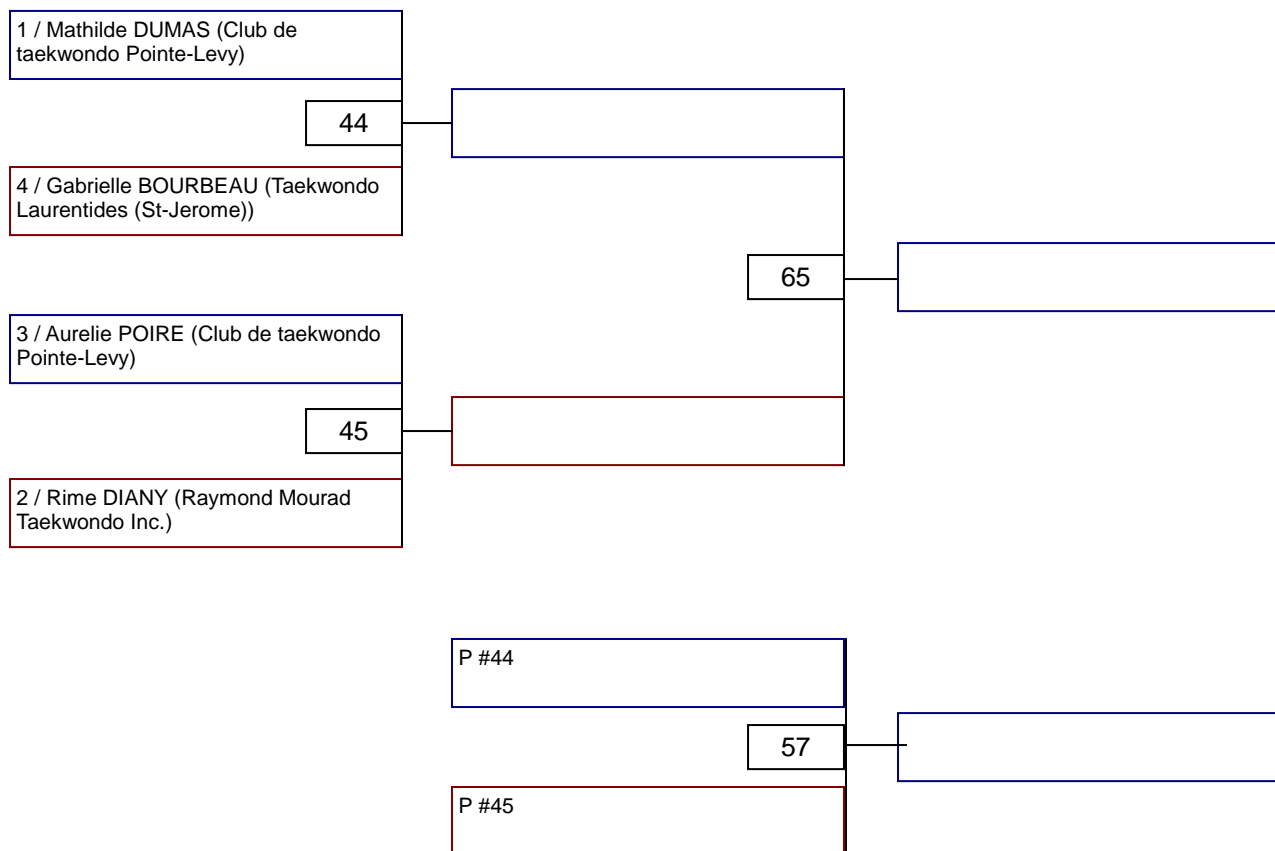 1 / Mathilde DUMAS (Club de
taekwondo Pointe-Levy)
44
4 / Gabrielle BOURBEAU (Taekwondo
Laurentides (St-Jerome))
65
3 / Aurelie POIRE (Club de taekwondo
Pointe-Levy)
45
2 / Rime DIANY (Raymond Mourad
Taekwondo Inc.)
P #44
57
P #45